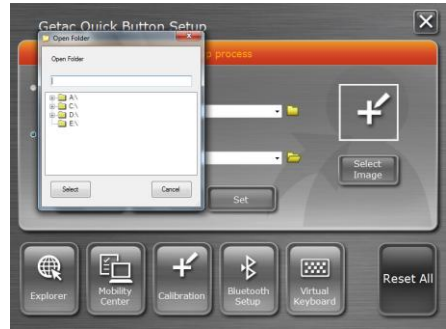 Getac Quick Button Setup
Open Folder
p process
Open Folder
A:\
C:\
D:\
E:\
Select
Cancel
Select
Image
Set
Explorer
Mobility
Center
Calibration
Bluetooth
Setup
Virtual
Keyboard
Reset All